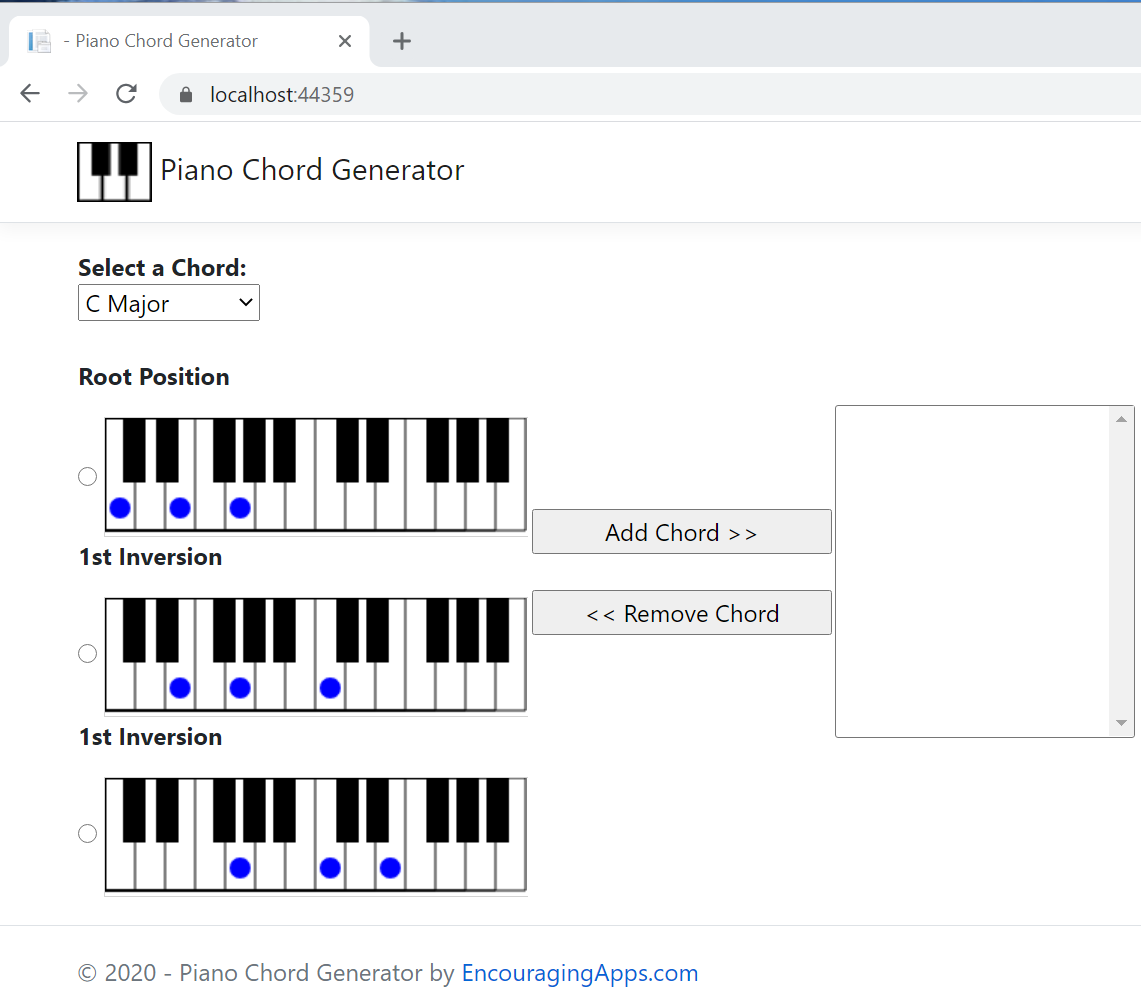 - Piano Chord Generator
localhost:44359
Piano Chord Generator
Select a Chord:
C Major
Root Position
Add Chord >>
1st Inversion
<< Remove Chord
1st Inversion
© 2020 - Piano Chord Generator by EncouragingApps.com